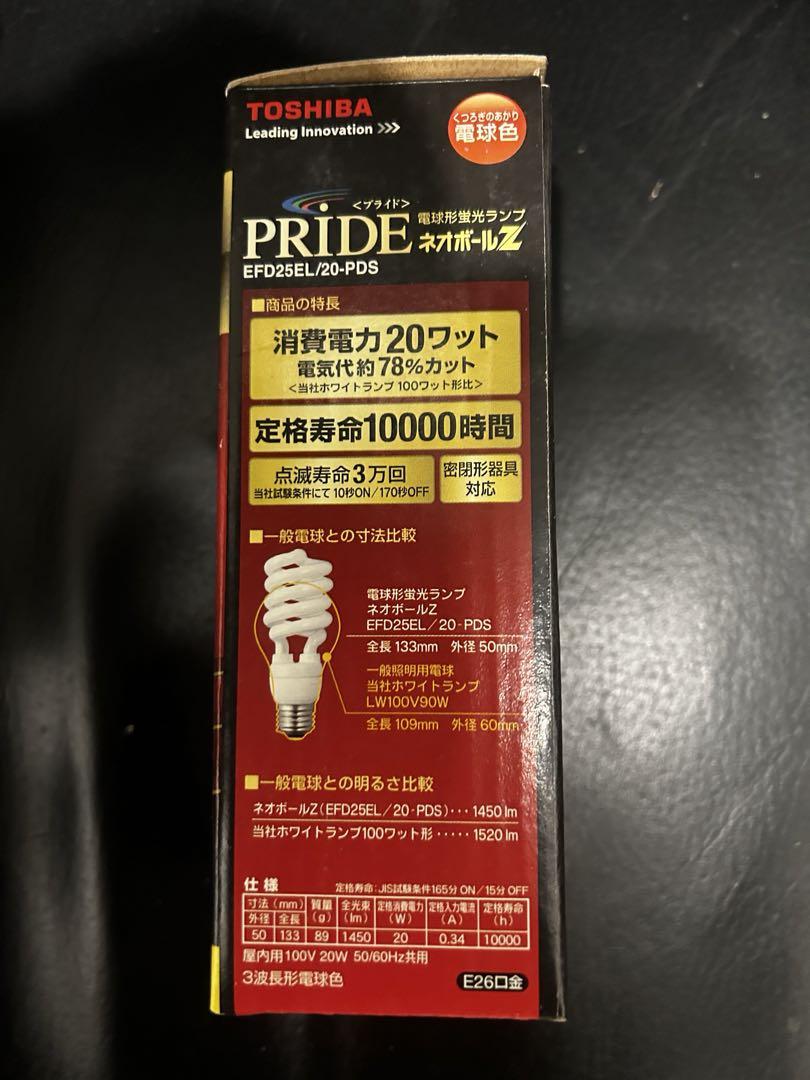 TOSHIBA
Leading Innovation >>>
くつろぎのあかり
電球色
<プライド>
PRIDE
電球形蛍光ランプ
ネオボールZ
EFD25EL/20-PDS
■商品の特長
消費電力20ワット
電気代約78%カット
<当社ホワイトランプ 100ワット形比>
定格寿命10000時間
点滅寿命3万回
当社試験条件にて 10秒ON/170秒OFF
密閉形器具
対応
■一般電球との寸法比較
電球形蛍光ランプ
ネオボールZ
EFD25EL/20-PDS
全長 133mm 外径 50mm
一般照明用電球
当社ホワイトランプ
LW100V90W
全長 109mm 外径 60mm
■一般電球との明るさ比較
ネオボールZ(EFD25EL/20-PDS)･･･1450 lm
当社ホワイトランプ100ワット形･････1520 lm
仕様
定格寿命:JIS試験条件165分 ON/15分 OFF
寸法(mm) 質量(g) 全光束(lm) 定格消費電力(W) 定格入力電流(A) 定格寿命(h)
外径 全長
50 133 89 1450 20 0.34 10000
屋内用100V 20W 50/60Hz共用
3波長形電球色
E26口金